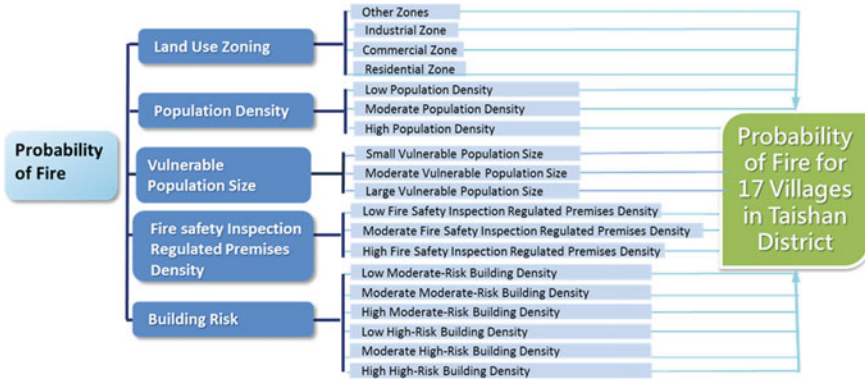 Probability
of Fire
Land Use Zoning
Other Zones
Industrial Zone
Commercial Zone
Residential Zone
Population Density
Low Population Density
Moderate Population Density
High Population Density
Vulnerable
Population Size
Small Vulnerable Population Size
Moderate Vulnerable Population Size
Large Vulnerable Population Size
Fire safety Inspection
Regulated Premises
Density
Low Fire Safety Inspection Regulated Premises Density
Moderate Fire Safety Inspection Regulated Premises Density
High Fire Safety Inspection Regulated Premises Density
Building Risk
Low Moderate-Risk Building Density
Moderate Moderate-Risk Building Density
High Moderate-Risk Building Density
Low High-Risk Building Density
Moderate High-Risk Building Density
High High-Risk Building Density
Probability
of Fire for
17 Villages
in Taishan
District